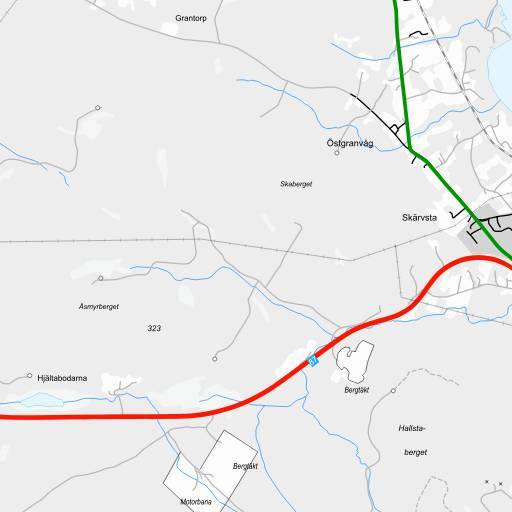 Grantorp
Östgranvåg
Skaberget
Skärvsta
Åsmyrberget
323
Hjältabodarna
Bergtäkt
Hallsta-
berget
Bergtäkt
Motorbana